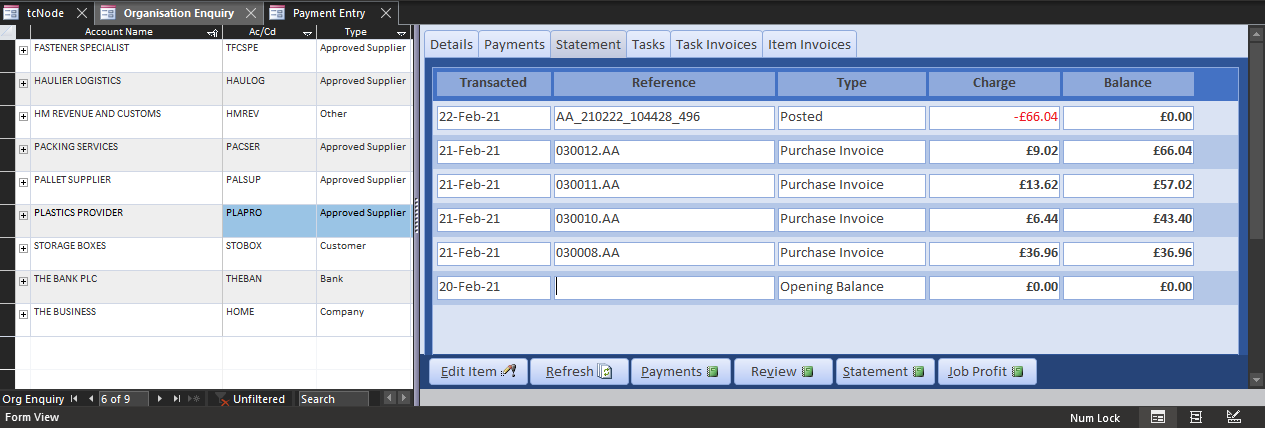 tcNode Organisation Enquiry Payment Entry
Account Name Ac/Cd Type
FASTENER SPECIALIST TFCSPE Approved Supplier
HAULIER LOGISTICS HAULOG Approved Supplier
HM REVENUE AND CUSTOMS HMREV Other
PACKING SERVICES PACSER Approved Supplier
PALLET SUPPLIER PALSUP Approved Supplier
PLASTICS PROVIDER PLAPRO Approved Supplier
STORAGE BOXES STOBOX Customer
THE BANK PLC THEBAN Bank
THE BUSINESS HOME Company
Org Enquiry 6 of 9 Unfiltered Search
Details Payments Statement Tasks Task Invoices Item Invoices
Transacted Reference Type Charge Balance
22-Feb-21 AA_210222_104428_496 Posted -£66.04 £0.00
21-Feb-21 030012.AA Purchase Invoice £9.02 £66.04
21-Feb-21 030011.AA Purchase Invoice £13.62 £57.02
21-Feb-21 030010.AA Purchase Invoice £6.44 £43.40
21-Feb-21 030008.AA Purchase Invoice £36.96 £36.96
20-Feb-21 Opening Balance £0.00 £0.00
Edit Item Refresh Payments Review Statement Job Profit
Form View Num Lock